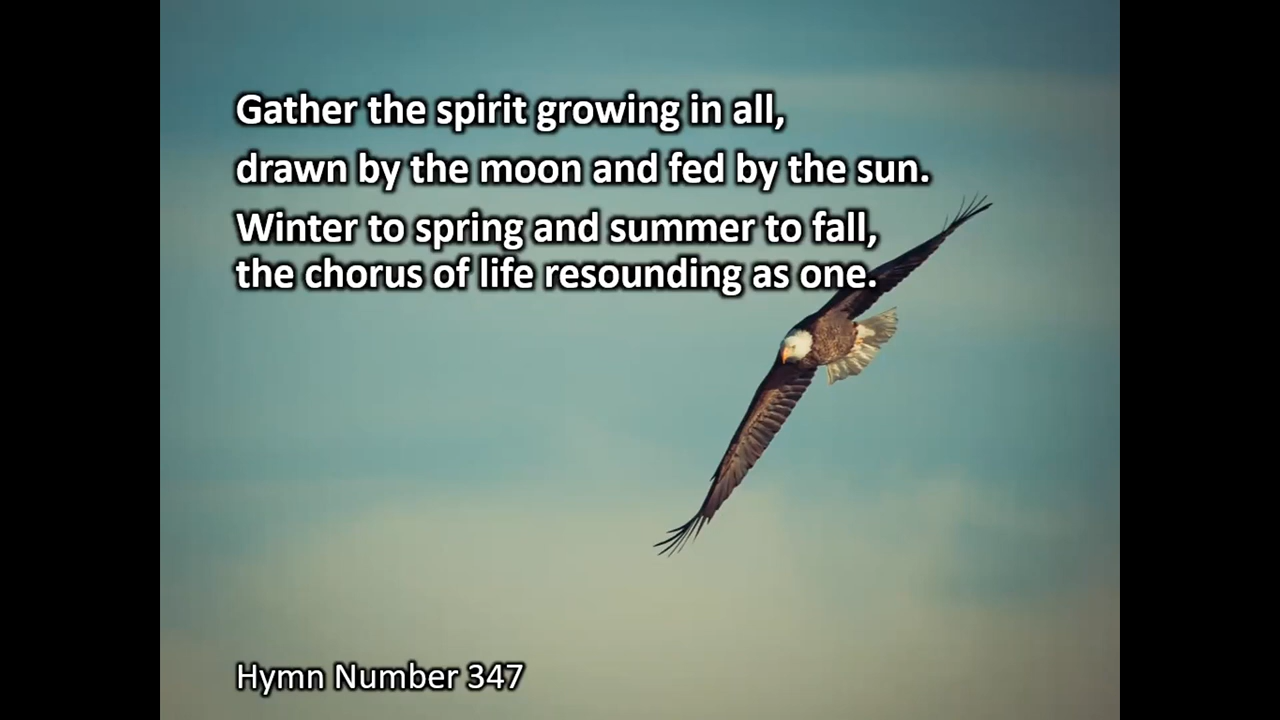 Gather the spirit growing in all,
drawn by the moon and fed by the sun.
Winter to spring and summer to fall,
the chorus of life resounding as one.
Hymn Number 347